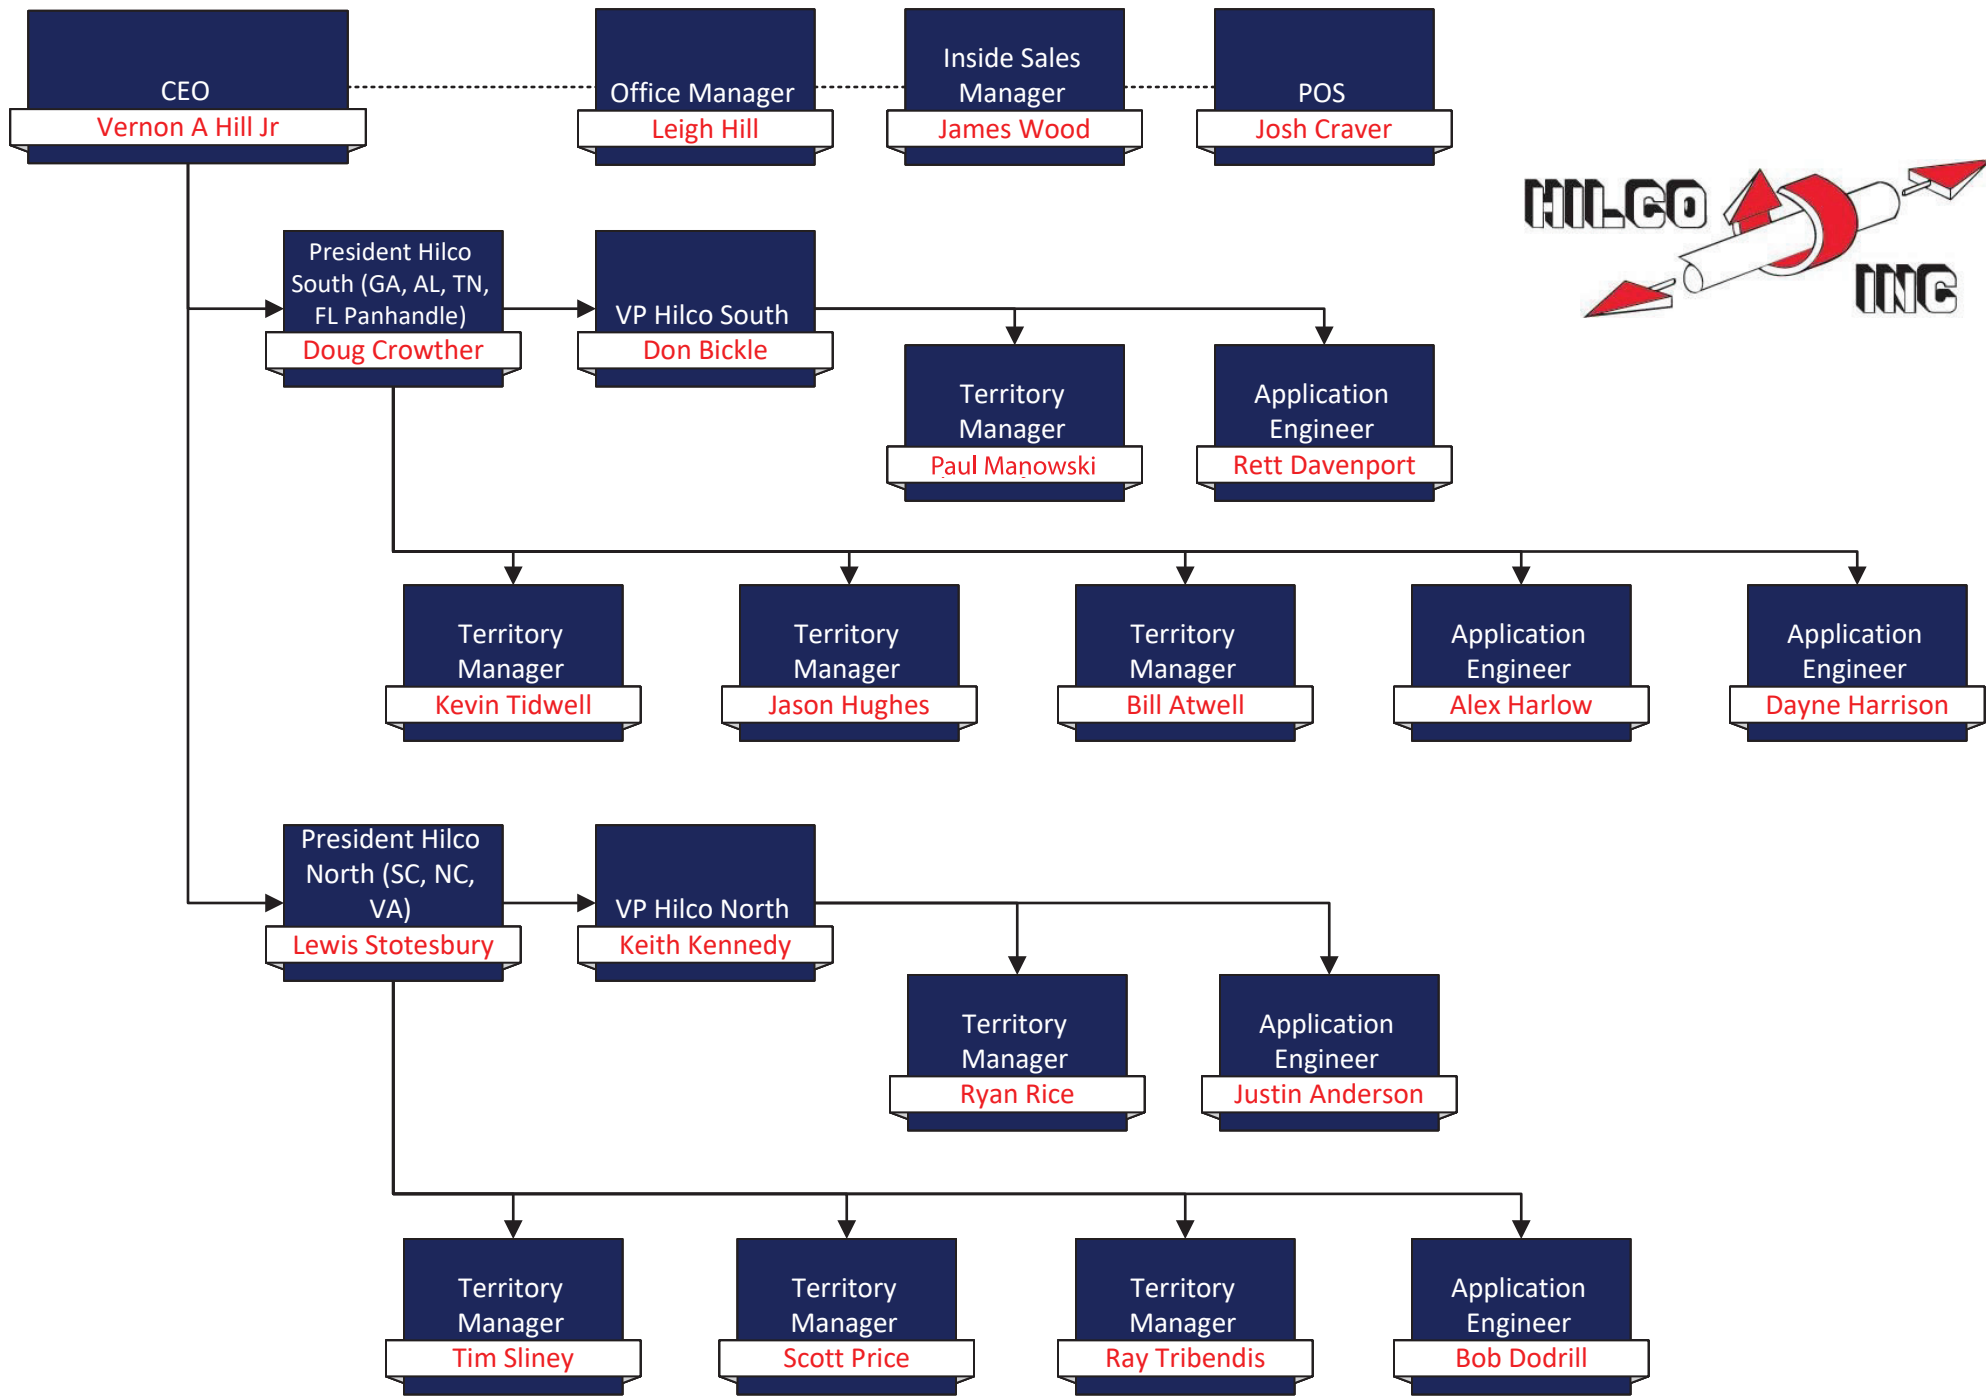 CEO
Vernon A Hill Jr
Office Manager
Leigh Hill
Inside Sales
Manager
James Wood
POS
Josh Craver
HILCO
INC
President Hilco
South (GA, AL, TN,
FL Panhandle)
Doug Crowther
VP Hilco South
Don Bickle
Territory
Manager
Paul Manowski
Application
Engineer
Rett Davenport
Territory
Manager
Kevin Tidwell
Territory
Manager
Jason Hughes
Territory
Manager
Bill Atwell
Application
Engineer
Alex Harlow
Application
Engineer
Dayne Harrison
President Hilco
North (SC, NC,
VA)
Lewis Stotesbury
VP Hilco North
Keith Kennedy
Territory
Manager
Ryan Rice
Application
Engineer
Justin Anderson
Territory
Manager
Tim Sliney
Territory
Manager
Scott Price
Territory
Manager
Ray Tribendis
Application
Engineer
Bob Dodrill